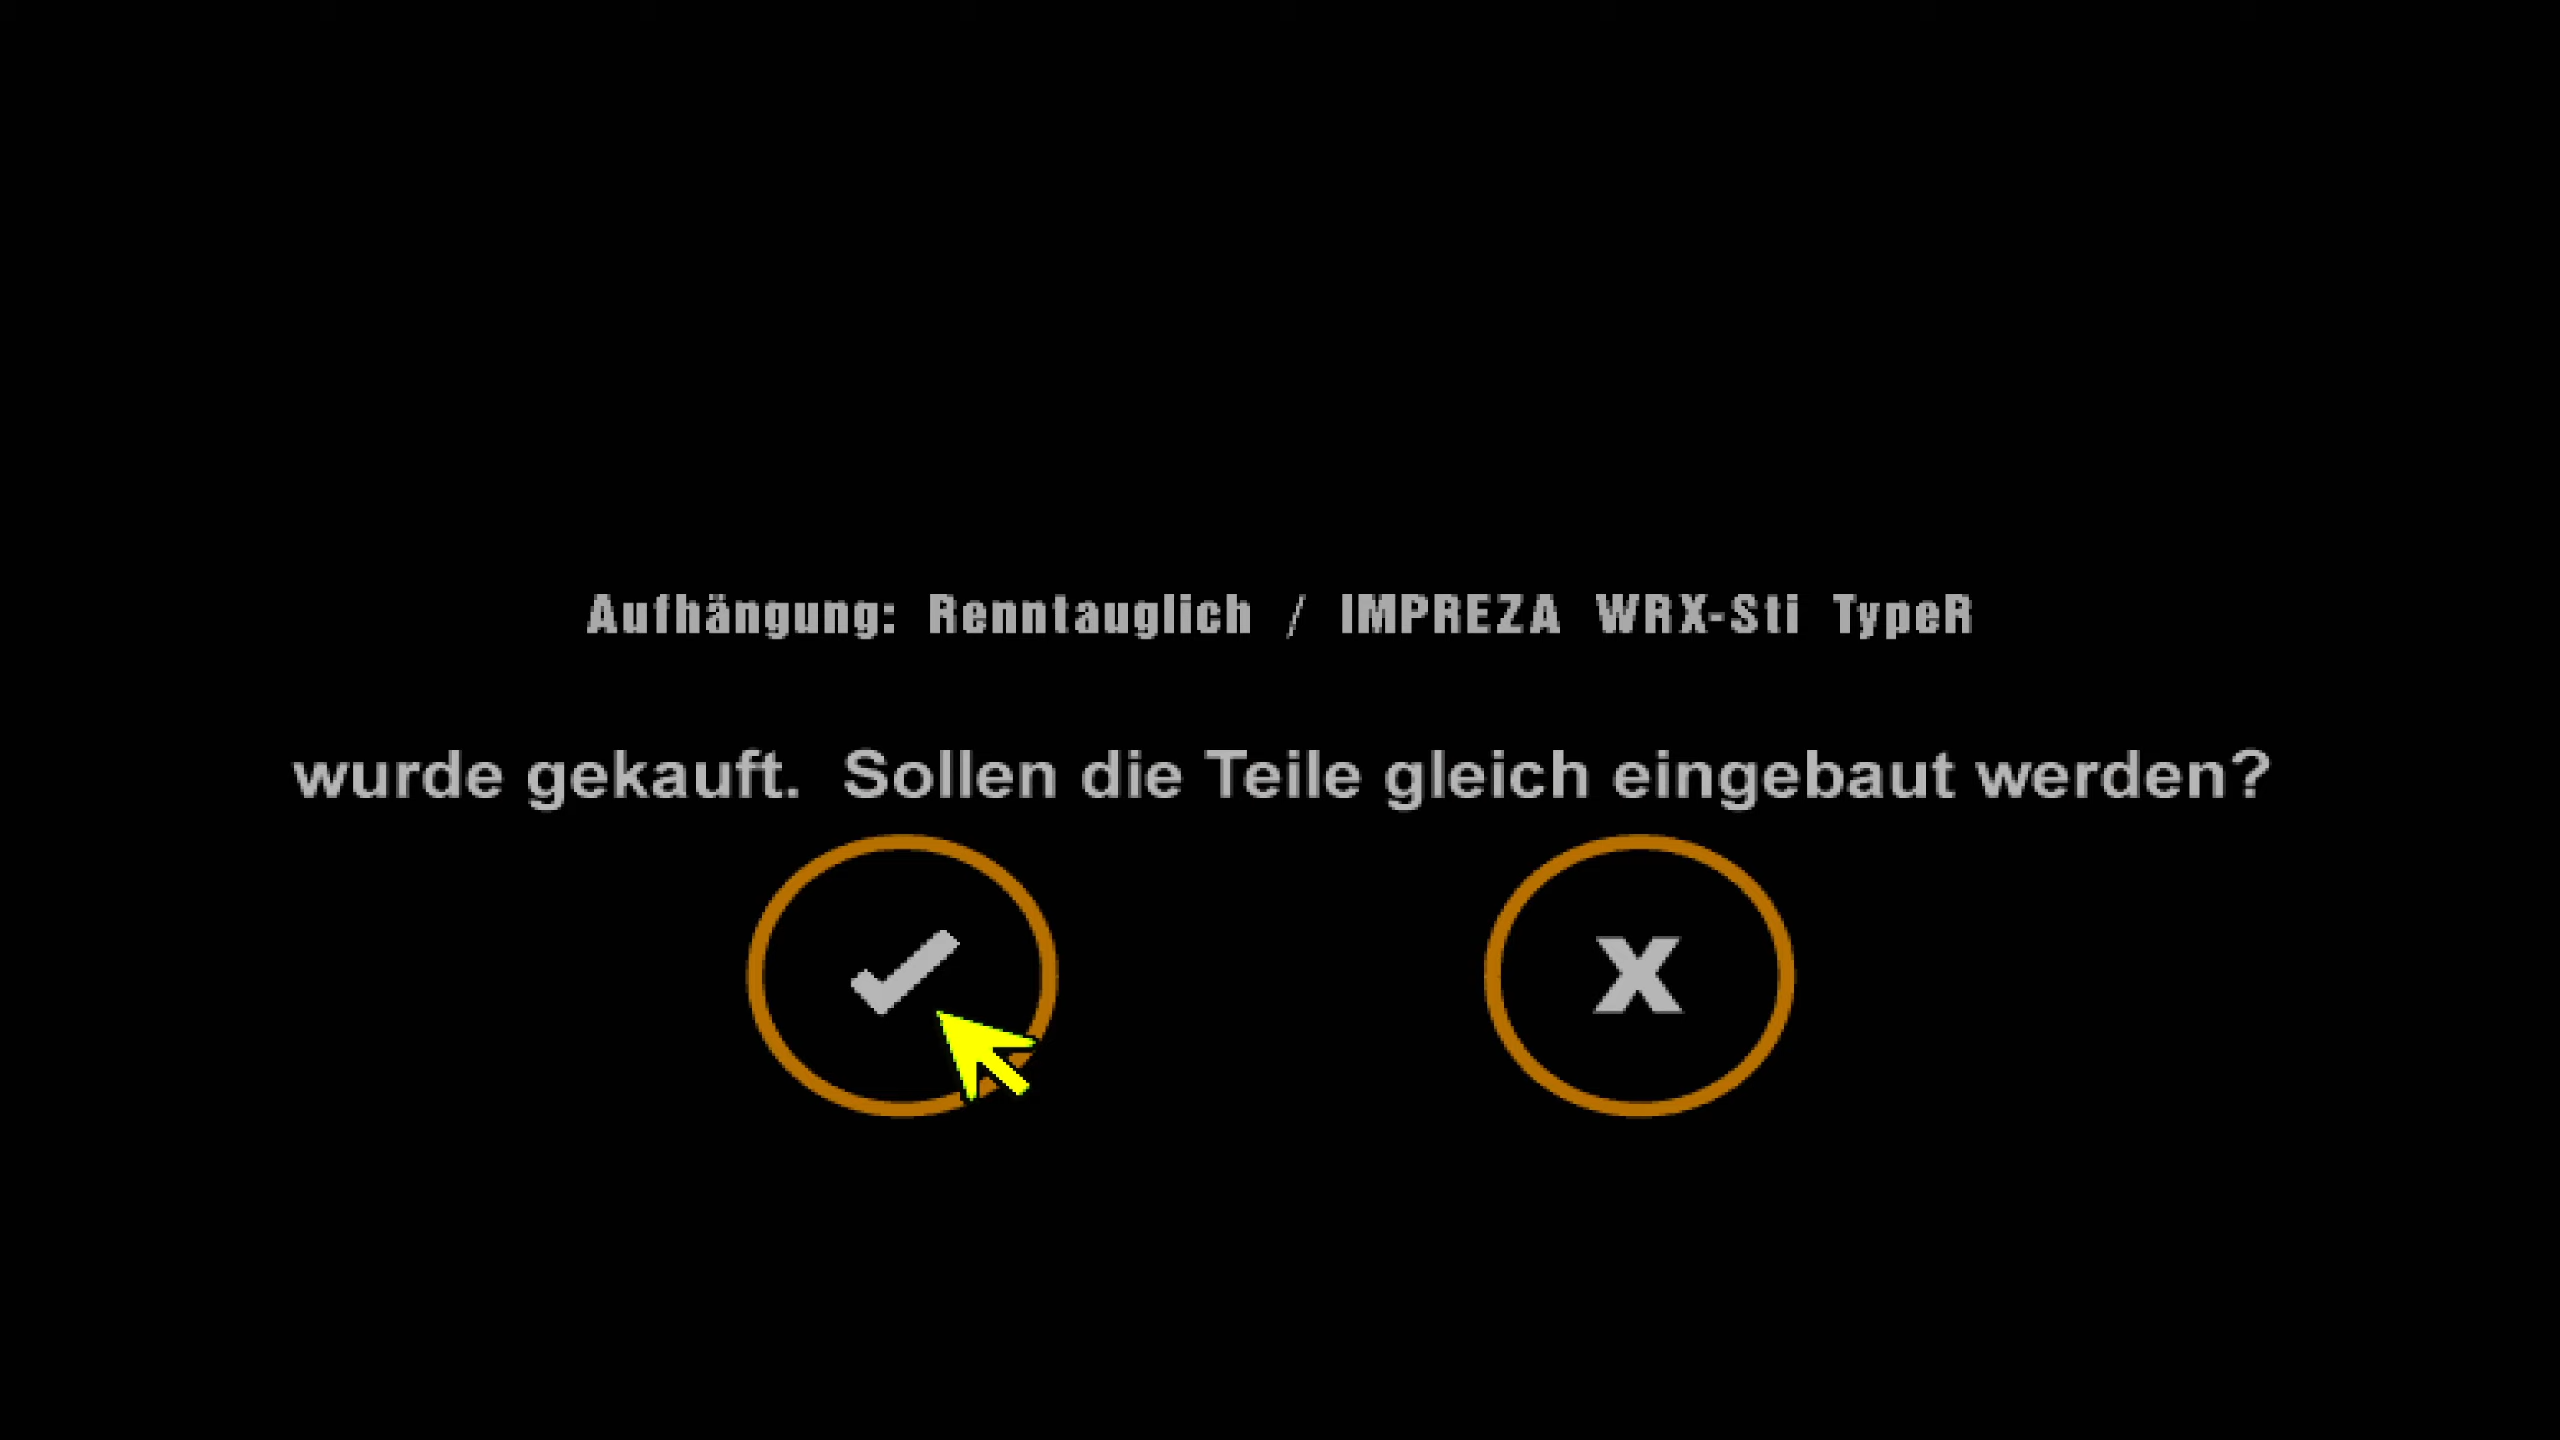 Aufhängung: Renntauglich / IMPREZA WRX-Sti TypeR
wurde gekauft. Sollen die Teile gleich eingebaut werden?